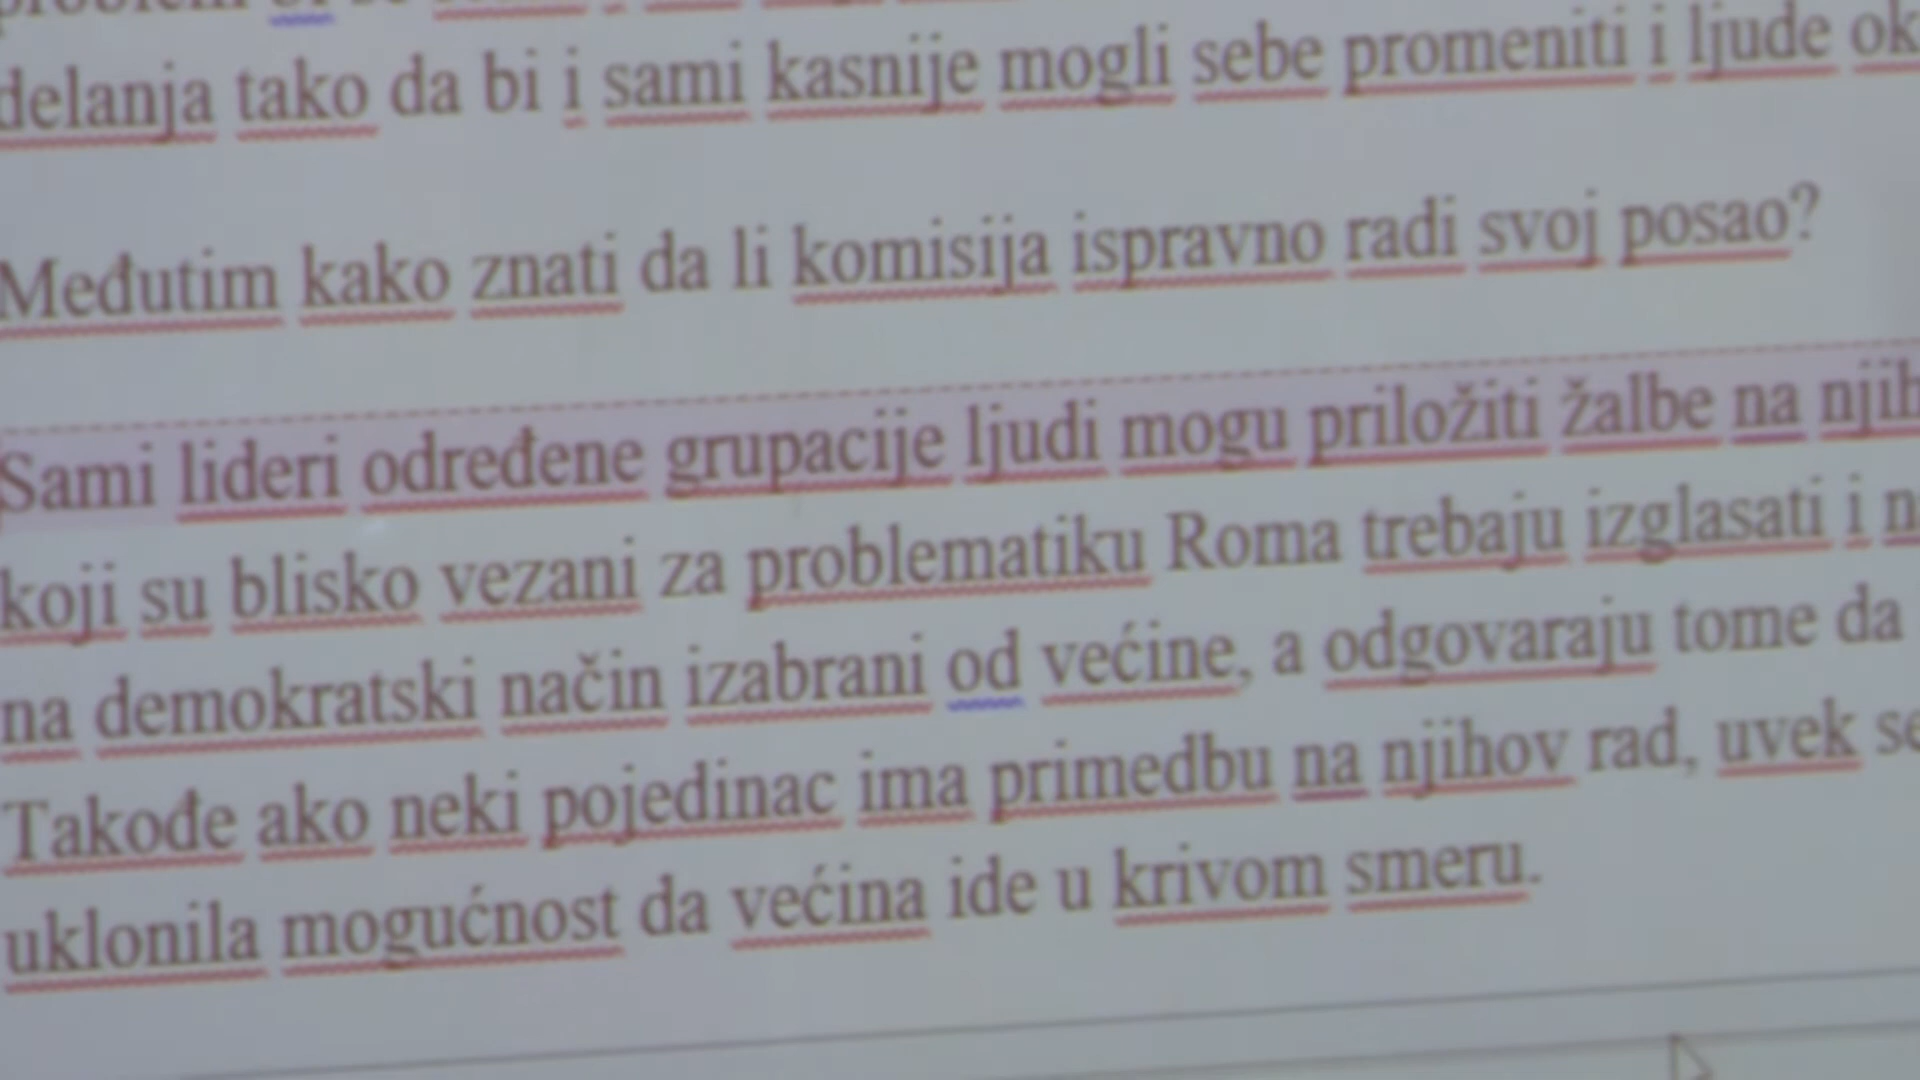 delanja tako da bi i sami kasnije mogli sebe promeniti i ljude
Međutim kako znati da li komisija ispravno radi svoj posao?
Sami lideri određene grupacije ljudi mogu priložiti žalbe na
koji su blisko vezani za problematiku Roma trebaju izglasati i
na demokratski način izabrani od većine, a odgovaraju tome da
Takođe ako neki pojedinac ima primedbu na njihov rad, uvek se
uklonila mogućnost da većina ide u krivom smeru.